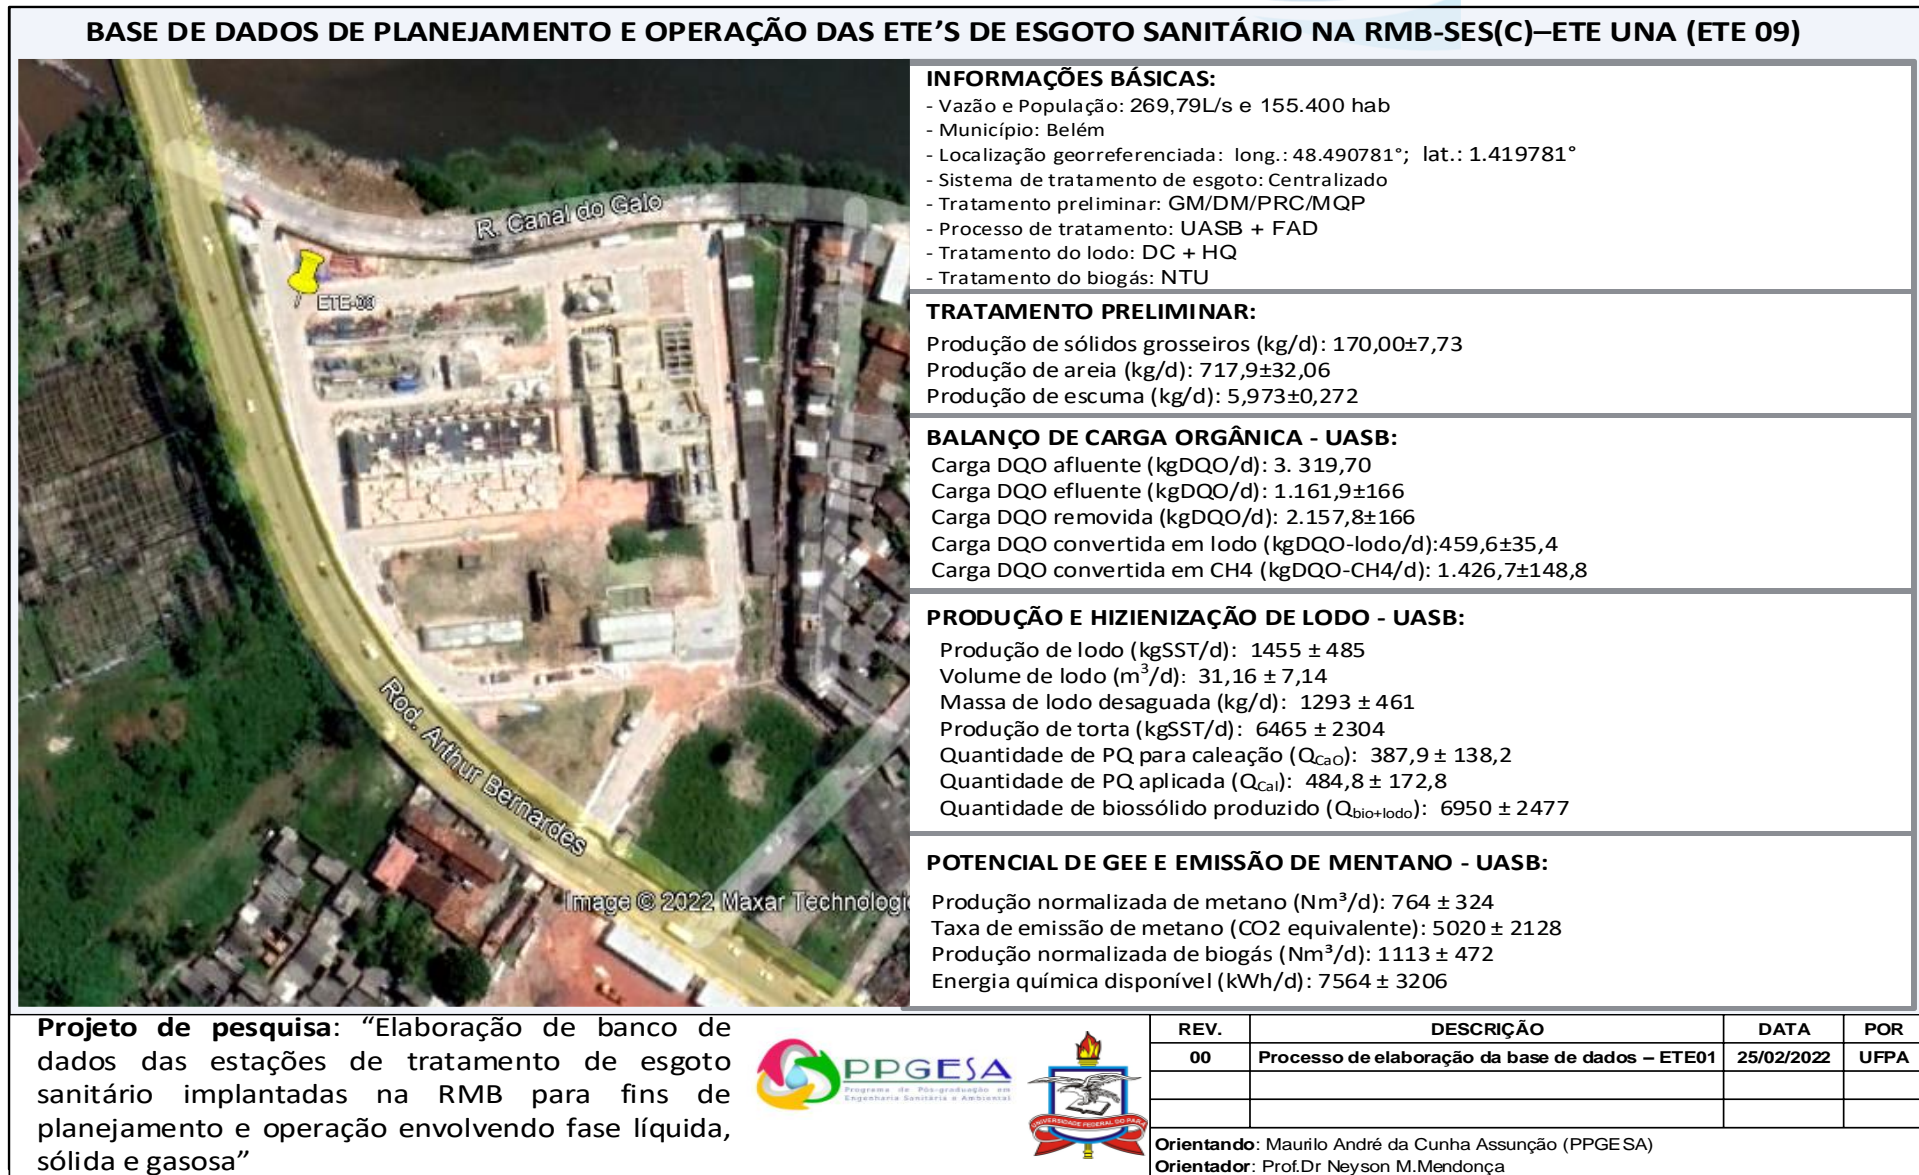 BASE DE DADOS DE PLANEJAMENTO E OPERAÇÃO DAS ETE'S DE ESGOTO SANITÁRIO NA RMB-SES(C)–ETE UNA (ETE 09)
R. Canal do Galo
ETE-09
Rod. Arthur Bernardes
Image © 2022 Maxar Technologi
INFORMAÇÕES BÁSICAS:
- Vazão e População: 269,79L/s e 155.400 hab
- Município: Belém
- Localização georreferenciada: long.: 48.490781°; lat.: 1.419781°
- Sistema de tratamento de esgoto: Centralizado
- Tratamento preliminar: GM/DM/PRC/MQP
- Processo de tratamento: UASB + FAD
- Tratamento do lodo: DC + HQ
- Tratamento do biogás: NTU
TRATAMENTO PRELIMINAR:
Produção de sólidos grosseiros (kg/d): 170,00±7,73
Produção de areia (kg/d): 717,9±32,06
Produção de escuma (kg/d): 5,973±0,272
BALANÇO DE CARGA ORGÂNICA - UASB:
Carga DQO afluente (kgDQO/d): 3. 319,70
Carga DQO efluente (kgDQO/d): 1.161,9±166
Carga DQO removida (kgDQO/d): 2.157,8±166
Carga DQO convertida em lodo (kgDQO-lodo/d):459,6±35,4
Carga DQO convertida em CH4 (kgDQO-CH4/d): 1.426,7±148,8
PRODUÇÃO E HIZIENIZAÇÃO DE LODO - UASB:
Produção de lodo (kgSST/d): 1455 ± 485
Volume de lodo (m³/d): 31,16 ± 7,14
Massa de lodo desaguada (kg/d): 1293 ± 461
Produção de torta (kgSST/d): 6465 ± 2304
Quantidade de PQ para caleação (QCaO): 387,9 ± 138,2
Quantidade de PQ aplicada (QCal): 484,8 ± 172,8
Quantidade de biossólido produzido (Qbio+lodo): 6950 ± 2477
POTENCIAL DE GEE E EMISSÃO DE MENTANO - UASB:
Produção normalizada de metano (Nm³/d): 764 ± 324
Taxa de emissão de metano (CO2 equivalente): 5020 ± 2128
Produção normalizada de biogás (Nm³/d): 1113 ± 472
Energia química disponível (kWh/d): 7564 ± 3206
Projeto de pesquisa: “Elaboração de banco de
dados das estações de tratamento de esgoto
sanitário implantadas na RMB para fins de
planejamento e operação envolvendo fase líquida,
sólida e gasosa”
PPGESA
Programa de Pós-graduação em
Engenharia Sanitária e Ambiental
UNIVERSIDADE FEDERAL DO PARÁ
REV. DESCRIÇÃO DATA POR
00 Processo de elaboração da base de dados – ETE01 25/02/2022 UFPA
Orientando: Maurilo André da Cunha Assunção (PPGESA)
Orientador: Prof.Dr Neyson M.Mendonça